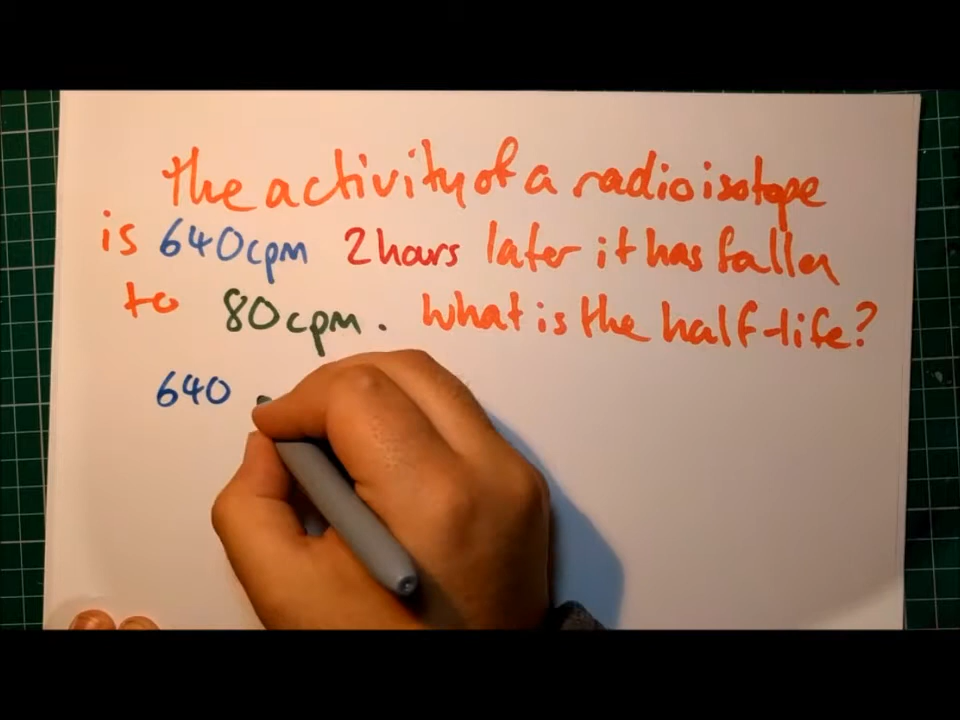 the activity of a radioisotope
is 640cpm 2hours later it has fallen
to 80cpm. What is the half-life?
640